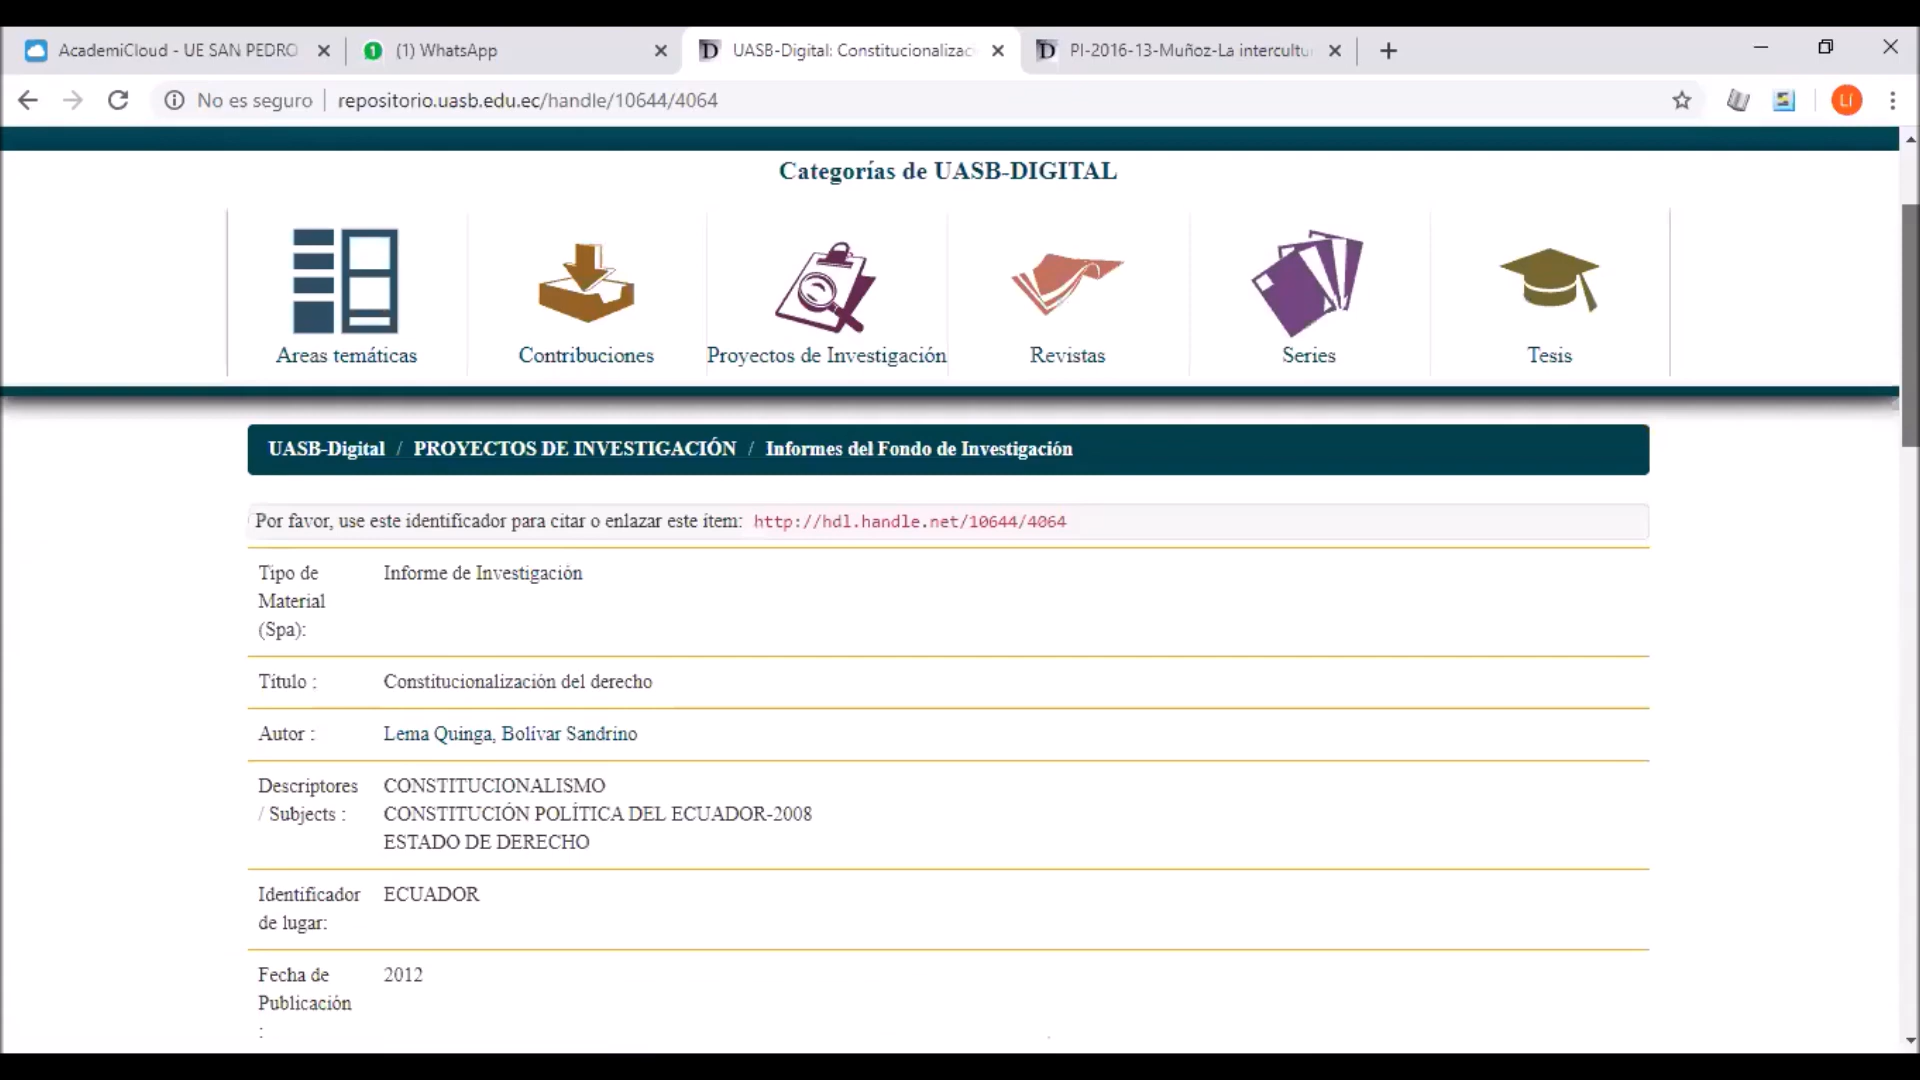 AcademiCloud - UE SAN PEDRO
1 (1) WhatsApp
D UASB-Digital: Constitucionalizac
D PI-2016-13-Muñoz-La intercultu
No es seguro
repositorio.uasb.edu.ec/handle/10644/4064
LI
Categorías de UASB-DIGITAL
Areas temáticas
Contribuciones
Proyectos de Investigación
Revistas
Series
Tesis
UASB-Digital / PROYECTOS DE INVESTIGACIÓN / Informes del Fondo de Investigación
Por favor, use este identificador para citar o enlazar este ítem: http://hdl.handle.net/10644/4064
Tipo de Informe de Investigación
Material
(Spa):
Título : Constitucionalización del derecho
Autor : Lema Quinga, Bolívar Sandrino
Descriptores CONSTITUCIONALISMO
/ Subjects : CONSTITUCIÓN POLÍTICA DEL ECUADOR-2008
ESTADO DE DERECHO
Identificador ECUADOR
de lugar:
Fecha de 2012
Publicación
: